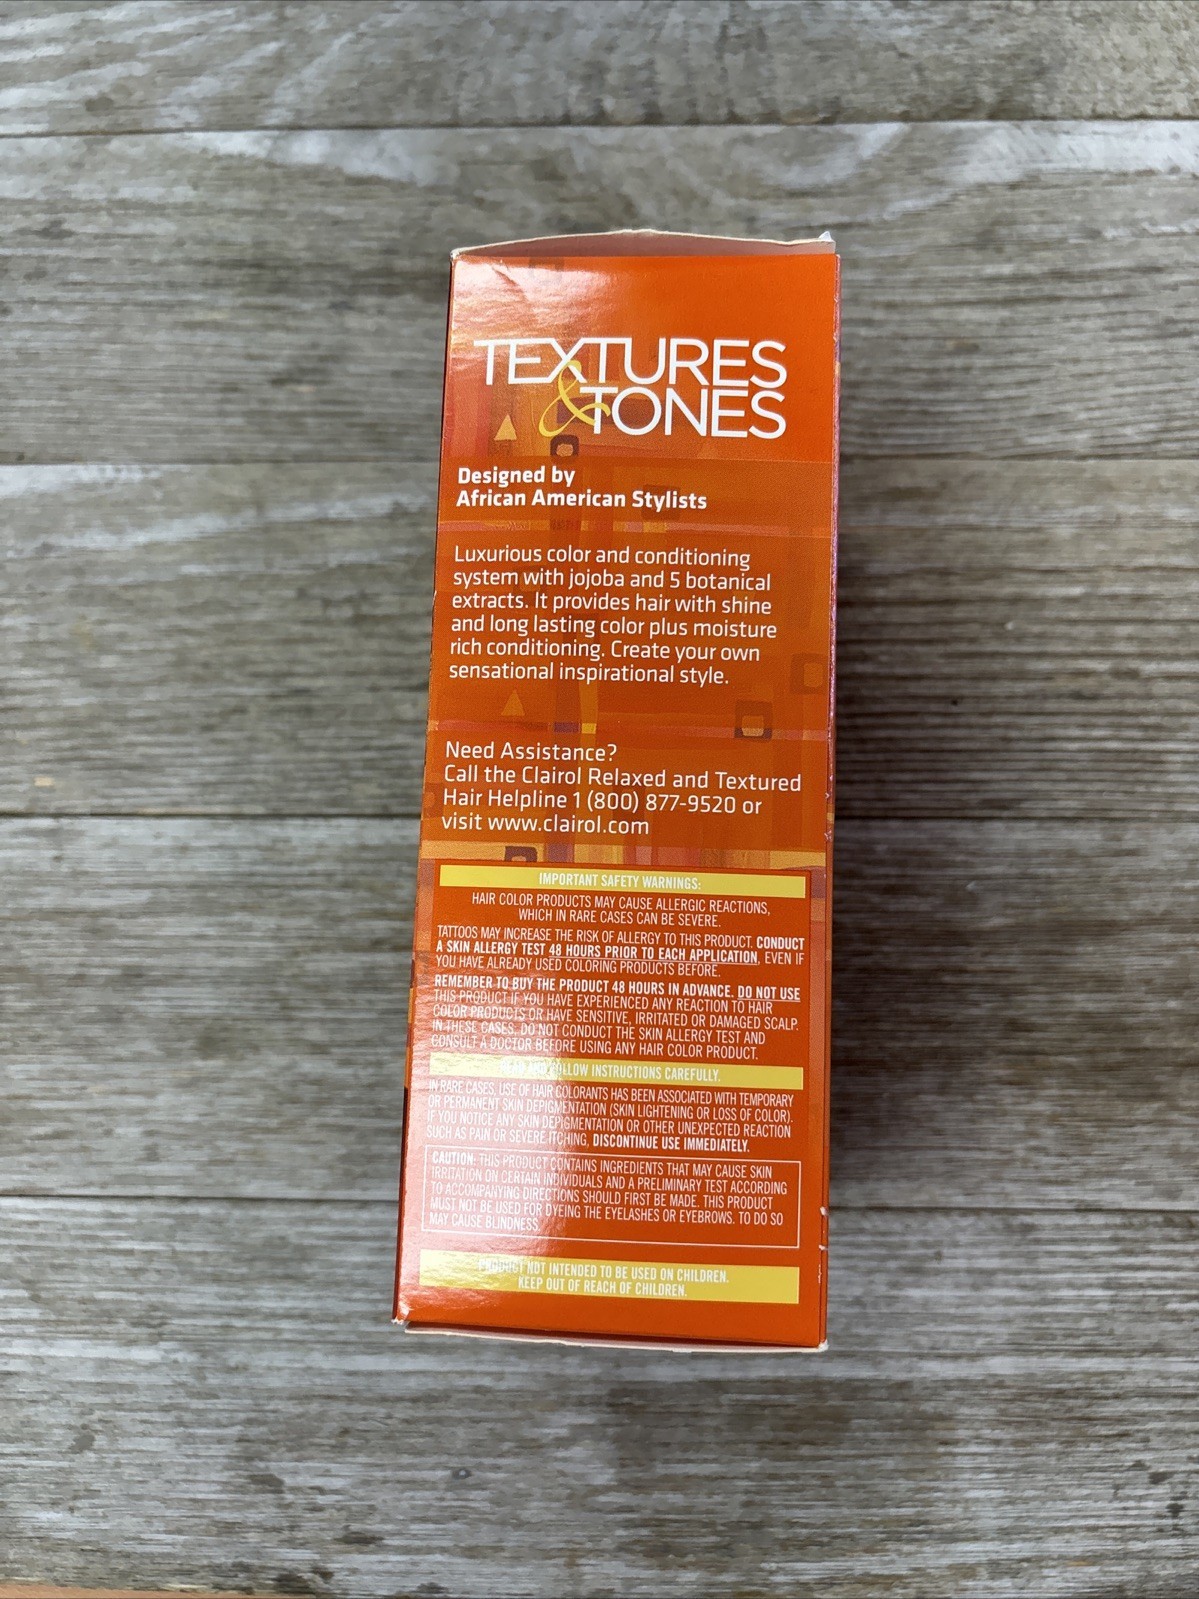 TEXTURES
& TONES
Designed by
African American Stylists
Luxurious color and conditioning
system with jojoba and 5 botanical
extracts. It provides hair with shine
and long lasting color plus moisture
rich conditioning. Create your own
sensational inspirational style.
Need Assistance?
Call the Clairol Relaxed and Textured
Hair Helpline 1 (800) 877-9520 or
visit www.clairol.com
IMPORTANT SAFETY WARNINGS:
HAIR COLOR PRODUCTS MAY CAUSE ALLERGIC REACTIONS,
WHICH IN RARE CASES CAN BE SEVERE.
TATTOOS MAY INCREASE THE RISK OF ALLERGY TO THIS PRODUCT. CONDUCT
A SKIN ALLERGY TEST 48 HOURS PRIOR TO EACH APPLICATION, EVEN IF
YOU HAVE ALREADY USED COLORING PRODUCTS BEFORE.
REMEMBER TO BUY THE PRODUCT 48 HOURS IN ADVANCE. DO NOT USE
THIS PRODUCT IF YOU HAVE EXPERIENCED ANY REACTION TO HAIR
COLOR PRODUCTS OR HAVE SENSITIVE, IRRITATED OR DAMAGED SCALP.
IN THESE CASES, DO NOT CONDUCT THE SKIN ALLERGY TEST AND
CONSULT A DOCTOR BEFORE USING ANY HAIR COLOR PRODUCT.
READ AND FOLLOW INSTRUCTIONS CAREFULLY.
IN RARE CASES, USE OF HAIR COLORANTS HAS BEEN ASSOCIATED WITH TEMPORARY
OR PERMANENT SKIN DEPIGMENTATION (SKIN LIGHTENING OR LOSS OF COLOR).
IF YOU NOTICE ANY SKIN DEPIGMENTATION OR OTHER UNEXPECTED REACTION
SUCH AS PAIN OR SEVERE ITCHING, DISCONTINUE USE IMMEDIATELY.
CAUTION: THIS PRODUCT CONTAINS INGREDIENTS THAT MAY CAUSE SKIN
IRRITATION ON CERTAIN INDIVIDUALS AND A PRELIMINARY TEST ACCORDING
TO ACCOMPANYING DIRECTIONS SHOULD FIRST BE MADE. THIS PRODUCT
MUST NOT BE USED FOR DYEING THE EYELASHES OR EYEBROWS. TO DO SO
MAY CAUSE BLINDNESS.
PRODUCT NOT INTENDED TO BE USED ON CHILDREN.
KEEP OUT OF REACH OF CHILDREN.